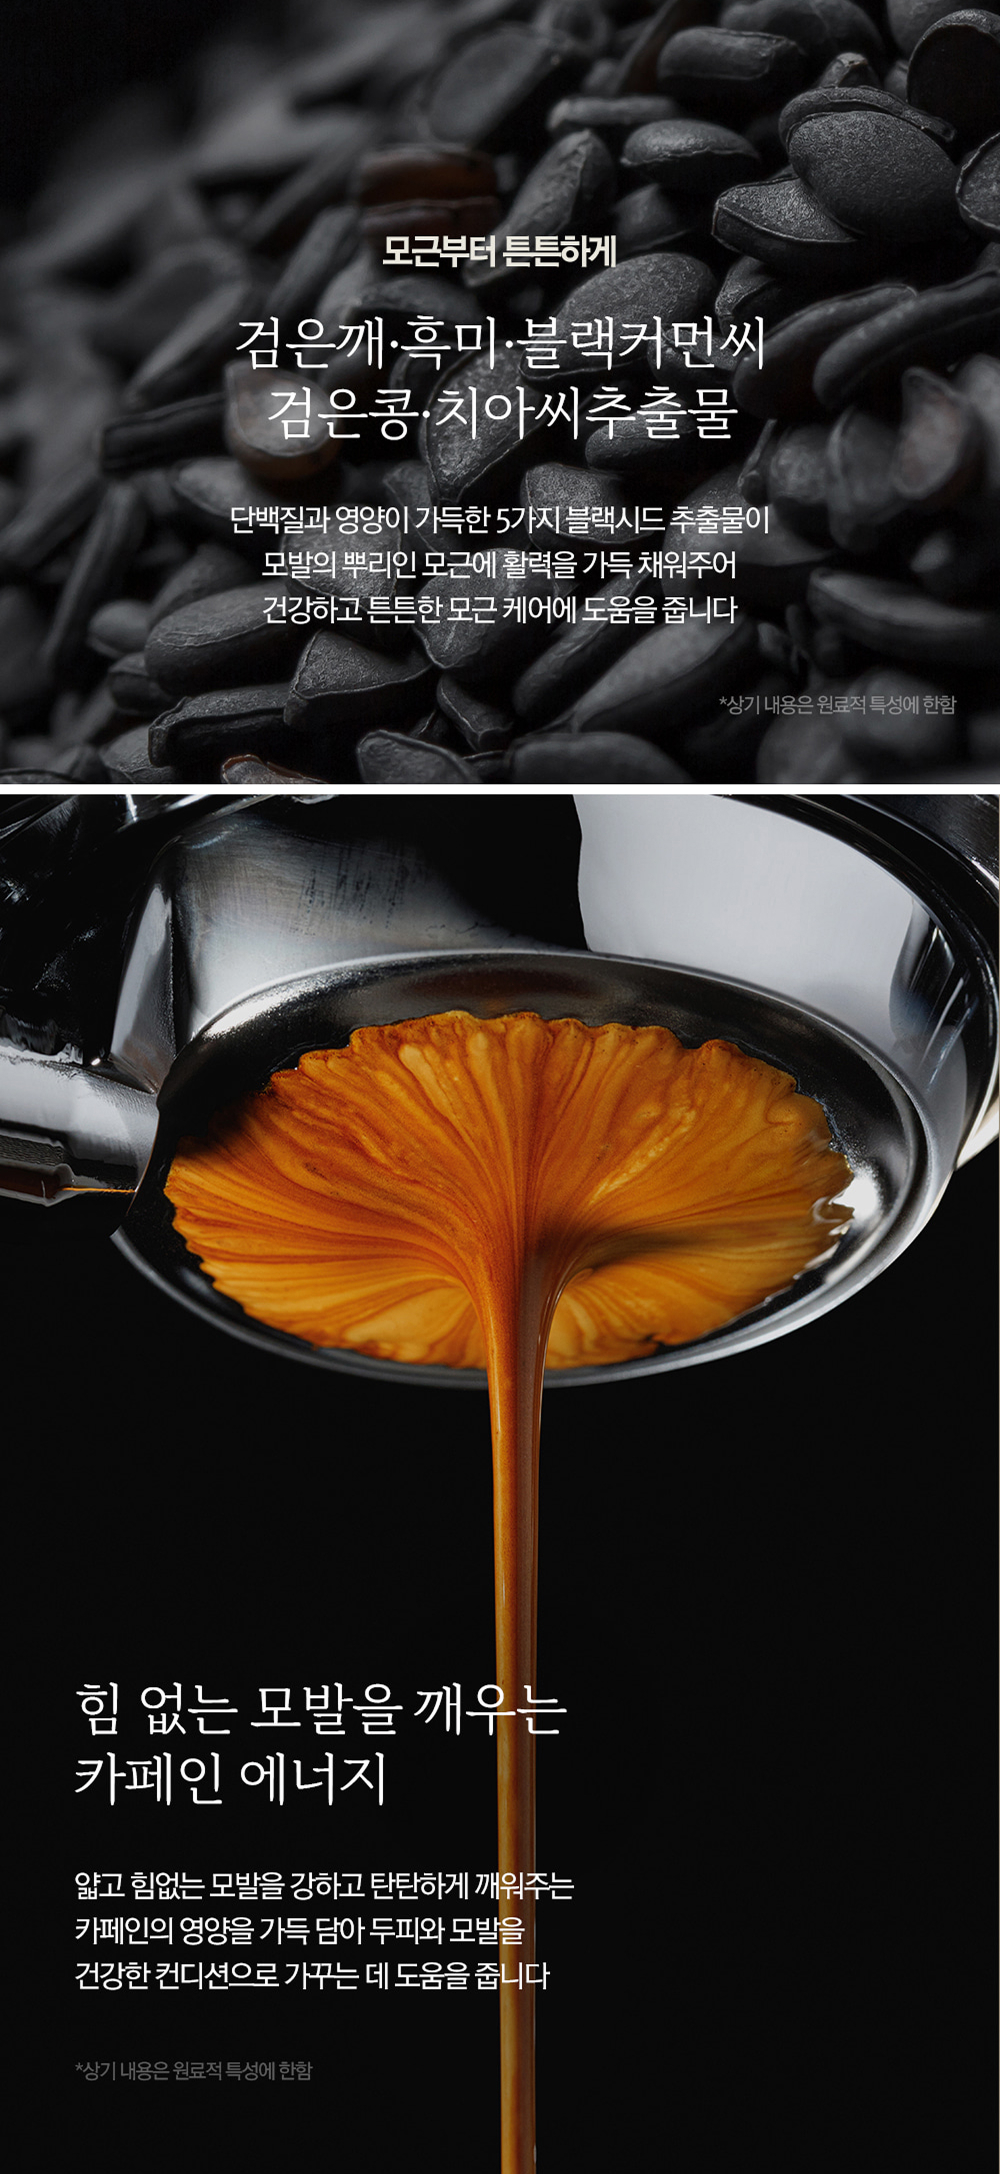 모근부터 튼튼하게
검은깨·흑미·블랙커먼씨
검은콩·치아씨추출물
단백질과 영양이 가득한 5가지 블랙시드 추출물이
모발의 뿌리인 모근에 활력을 가득 채워주어
건강하고 튼튼한 모근 케어에 도움을 줍니다
*상기 내용은 원료적 특성에 한함
힘 없는 모발을 깨우는
카페인 에너지
얇고 힘없는 모발을 강하고 탄탄하게 깨워주는
카페인의 영양을 가득 담아 두피와 모발을
건강한 컨디션으로 가꾸는 데 도움을 줍니다
*상기 내용은 원료적 특성에 한함